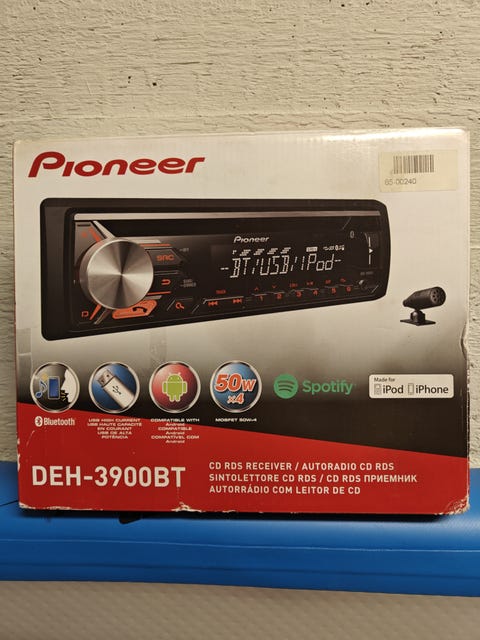 Pioneer
65-00240
Pioneer
BT/USB/iPod
SRC
Bluetooth
USB HIGH CURRENT
USB HAUTE CAPACITÉ
EN COURANT
USB DE ALTA
POTÊNCIA
COMPATIBLE WITH
Android
COMPATIBLE
Android
COMPATÍVEL COM
Android
50W
x4
MOSFET 50W×4
Spotify
Made for
iPod iPhone
DEH-3900BT
CD RDS RECEIVER / AUTORADIO CD RDS
SINTOLETTORE CD RDS / CD RDS ПРИЕМНИК
AUTORRÁDIO COM LEITOR DE CD